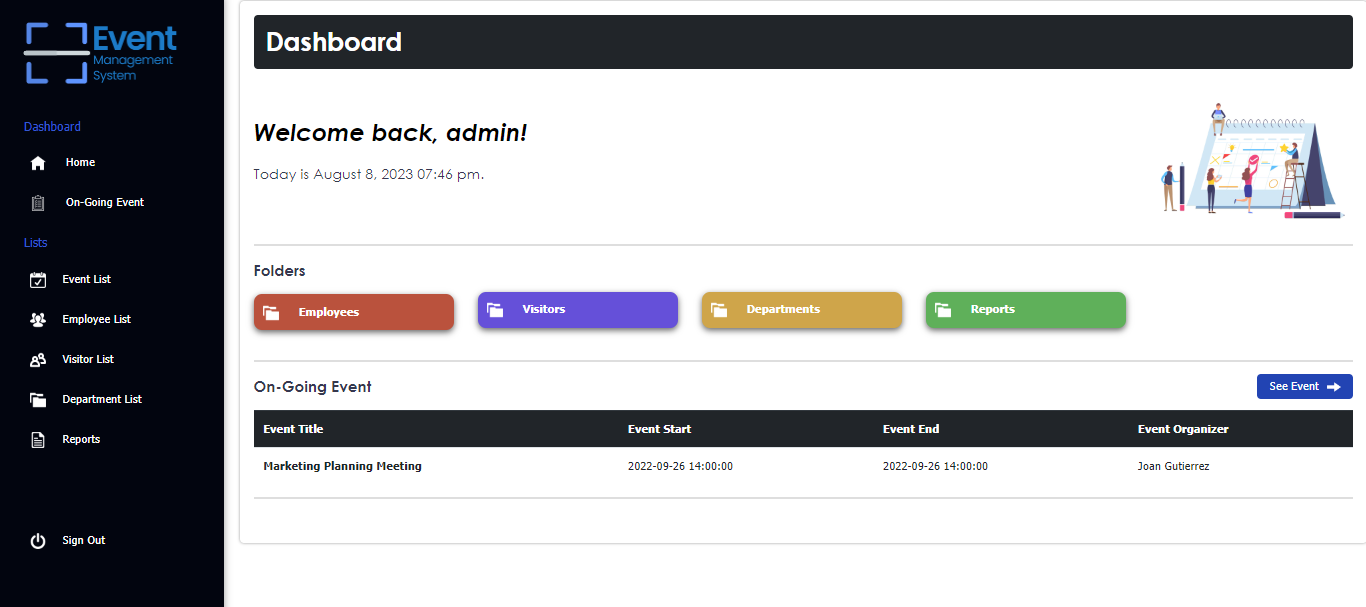 Event
Management
System
Dashboard
Home
On-Going Event
Lists
Event List
Employee List
Visitor List
Department List
Reports
Sign Out
Dashboard
Welcome back, admin!
Today is August 8, 2023 07:46 pm.
Folders
Employees Visitors Departments Reports
On-Going Event See Event
Event Title Event Start Event End Event Organizer
Marketing Planning Meeting 2022-09-26 14:00:00 2022-09-26 14:00:00 Joan Gutierrez